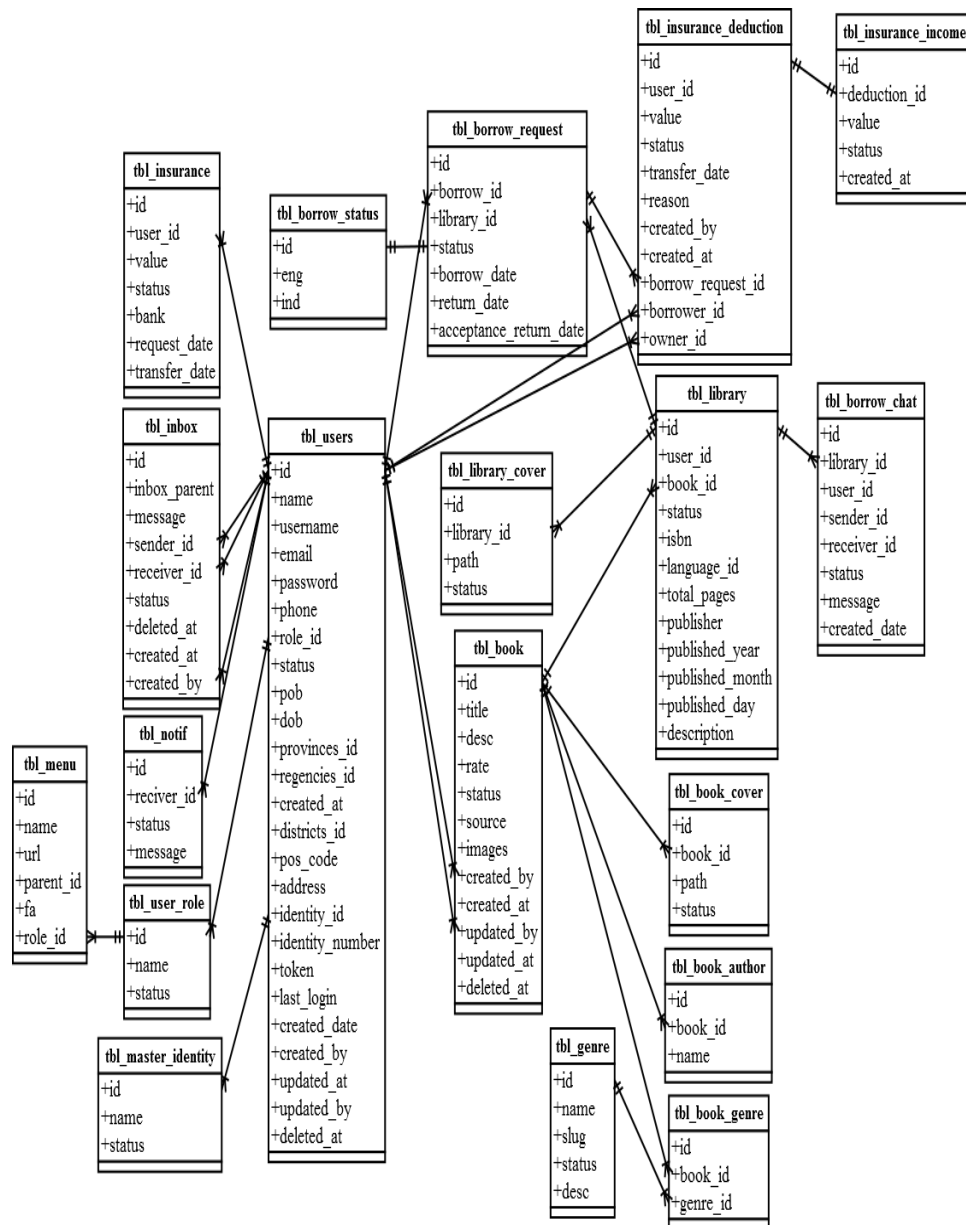 tbl_insurance_deduction
+id
+user_id
+value
+status
+transfer_date
+reason
+created_by
+created_at
+borrow_request_id
+borrower_id
+owner_id
tbl_insurance_income
+id
+deduction_id
+value
+status
+created_at
tbl_borrow_request
+id
+borrow_id
+library_id
+status
+borrow_date
+return_date
+acceptance_return_date
tbl_insurance
+id
+user_id
+value
+status
+bank
+request_date
+transfer_date
tbl_borrow_status
+id
+eng
+ind
tbl_library
+id
+user_id
+book_id
+status
+isbn
+language_id
+total_pages
+publisher
+published_year
+published_month
+published_day
+description
tbl_borrow_chat
+id
+library_id
+user_id
+sender_id
+receiver_id
+status
+message
+created_date
tbl_inbox
+id
+inbox_parent
+message
+sender_id
+receiver_id
+status
+deleted_at
+created_at
+created_by
tbl_users
+id
+name
+username
+email
+password
+phone
+role_id
+status
+pob
+dob
+provinces_id
+regencies_id
+created_at
+districts_id
+pos_code
+address
+identity_id
+identity_number
+token
+last_login
+created_date
+created_by
+updated_at
+updated_by
+deleted_at
tbl_library_cover
+id
+library_id
+path
+status
tbl_book
+id
+title
+desc
+rate
+status
+source
+images
+created_by
+created_at
+updated_by
+updated_at
+deleted_at
tbl_notif
+id
+reciver_id
+status
+message
tbl_menu
+id
+name
+url
+parent_id
+fa
+role_id
tbl_user_role
+id
+name
+status
tbl_book_cover
+id
+book_id
+path
+status
tbl_book_author
+id
+book_id
+name
tbl_master_identity
+id
+name
+status
tbl_genre
+id
+name
+slug
+status
+desc
tbl_book_genre
+id
+book_id
+genre_id